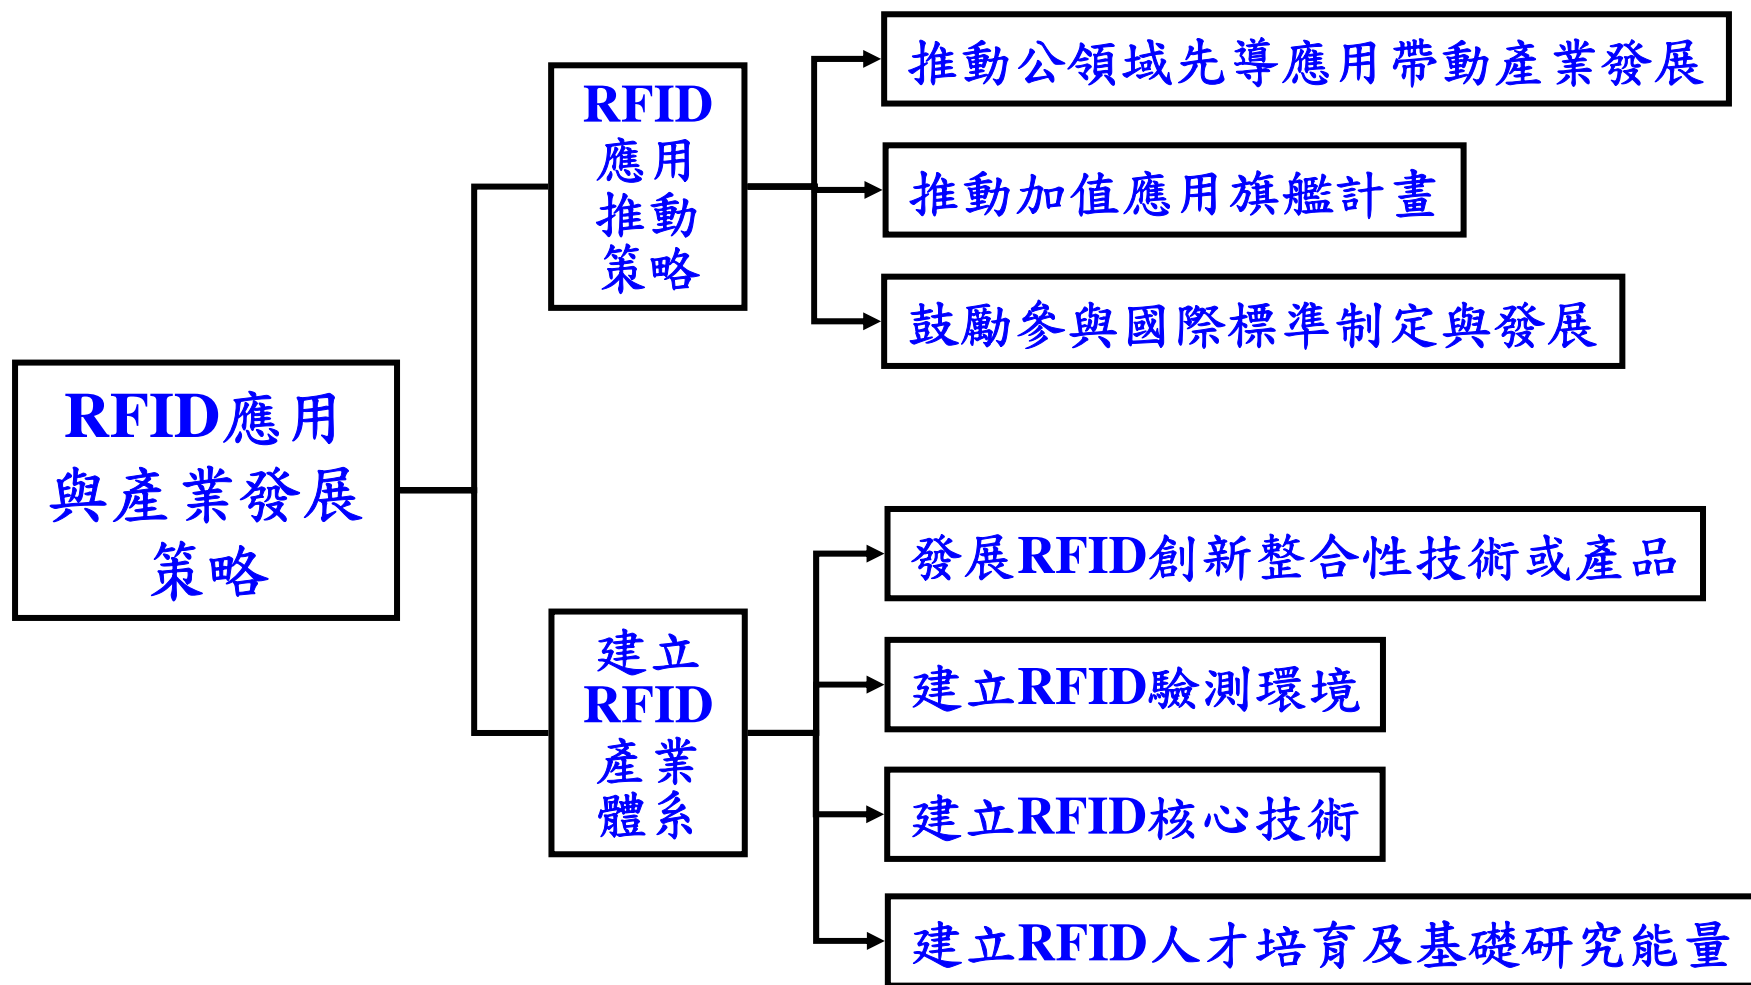 RFID應用
與產業發展
策略
RFID
應用
推動
策略
推動公領域先導應用帶動產業發展
推動加值應用旗艦計畫
鼓勵參與國際標準制定與發展
建立
RFID
產業
體系
發展RFID創新整合性技術或產品
建立RFID驗測環境
建立RFID核心技術
建立RFID人才培育及基礎研究能量